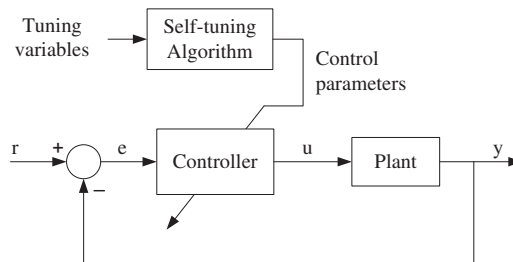 Tuning
variables
Self-tuning
Algorithm
Control
parameters
r
+
−
e
Controller
u
Plant
y